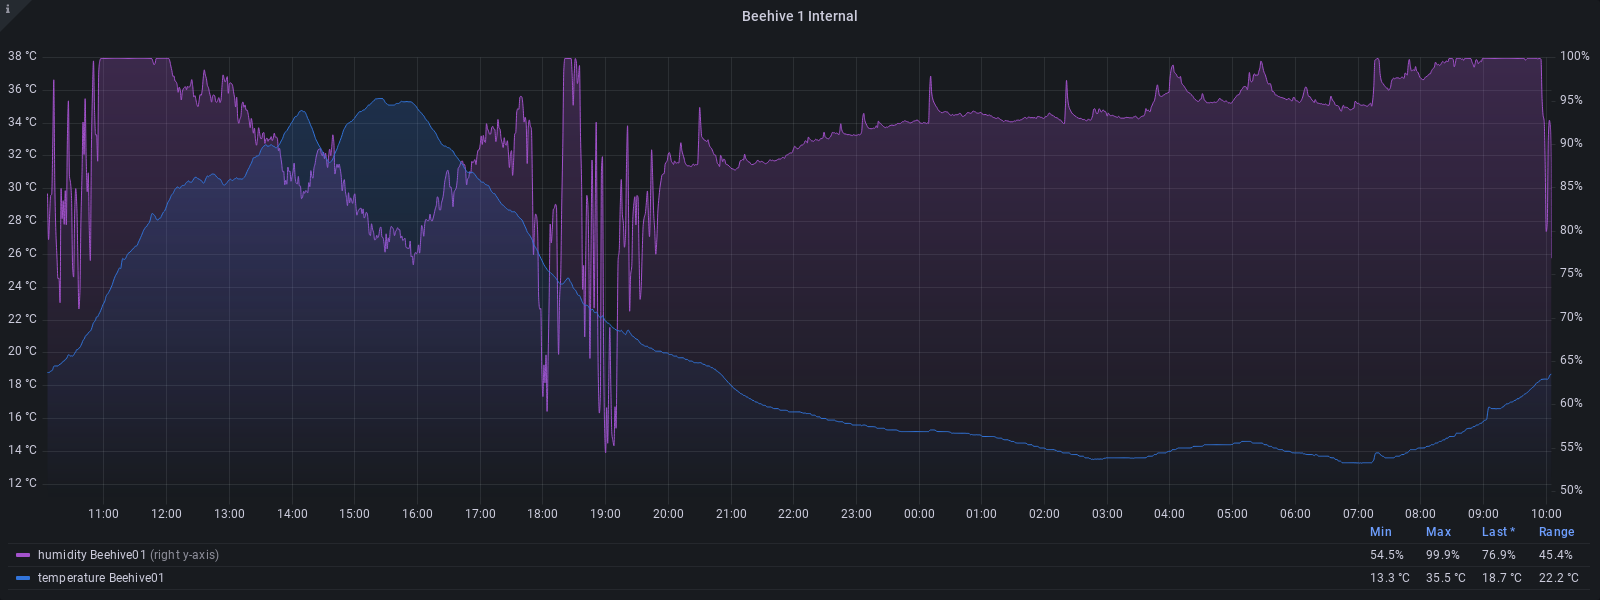 i
Beehive 1 Internal
38 °C 100%
36 °C 95%
34 °C 90%
32 °C 85%
30 °C 80%
28 °C 75%
26 °C 70%
24 °C 65%
22 °C 60%
20 °C 55%
18 °C 50%
16 °C
14 °C
12 °C
11:00 12:00 13:00 14:00 15:00 16:00 17:00 18:00 19:00 20:00 21:00 22:00 23:00 00:00 01:00 02:00 03:00 04:00 05:00 06:00 07:00 08:00 09:00 10:00
Min Max Last * Range
humidity Beehive01 (right y-axis) 54.5% 99.9% 76.9% 45.4%
temperature Beehive01 13.3 °C 35.5 °C 18.7 °C 22.2 °C